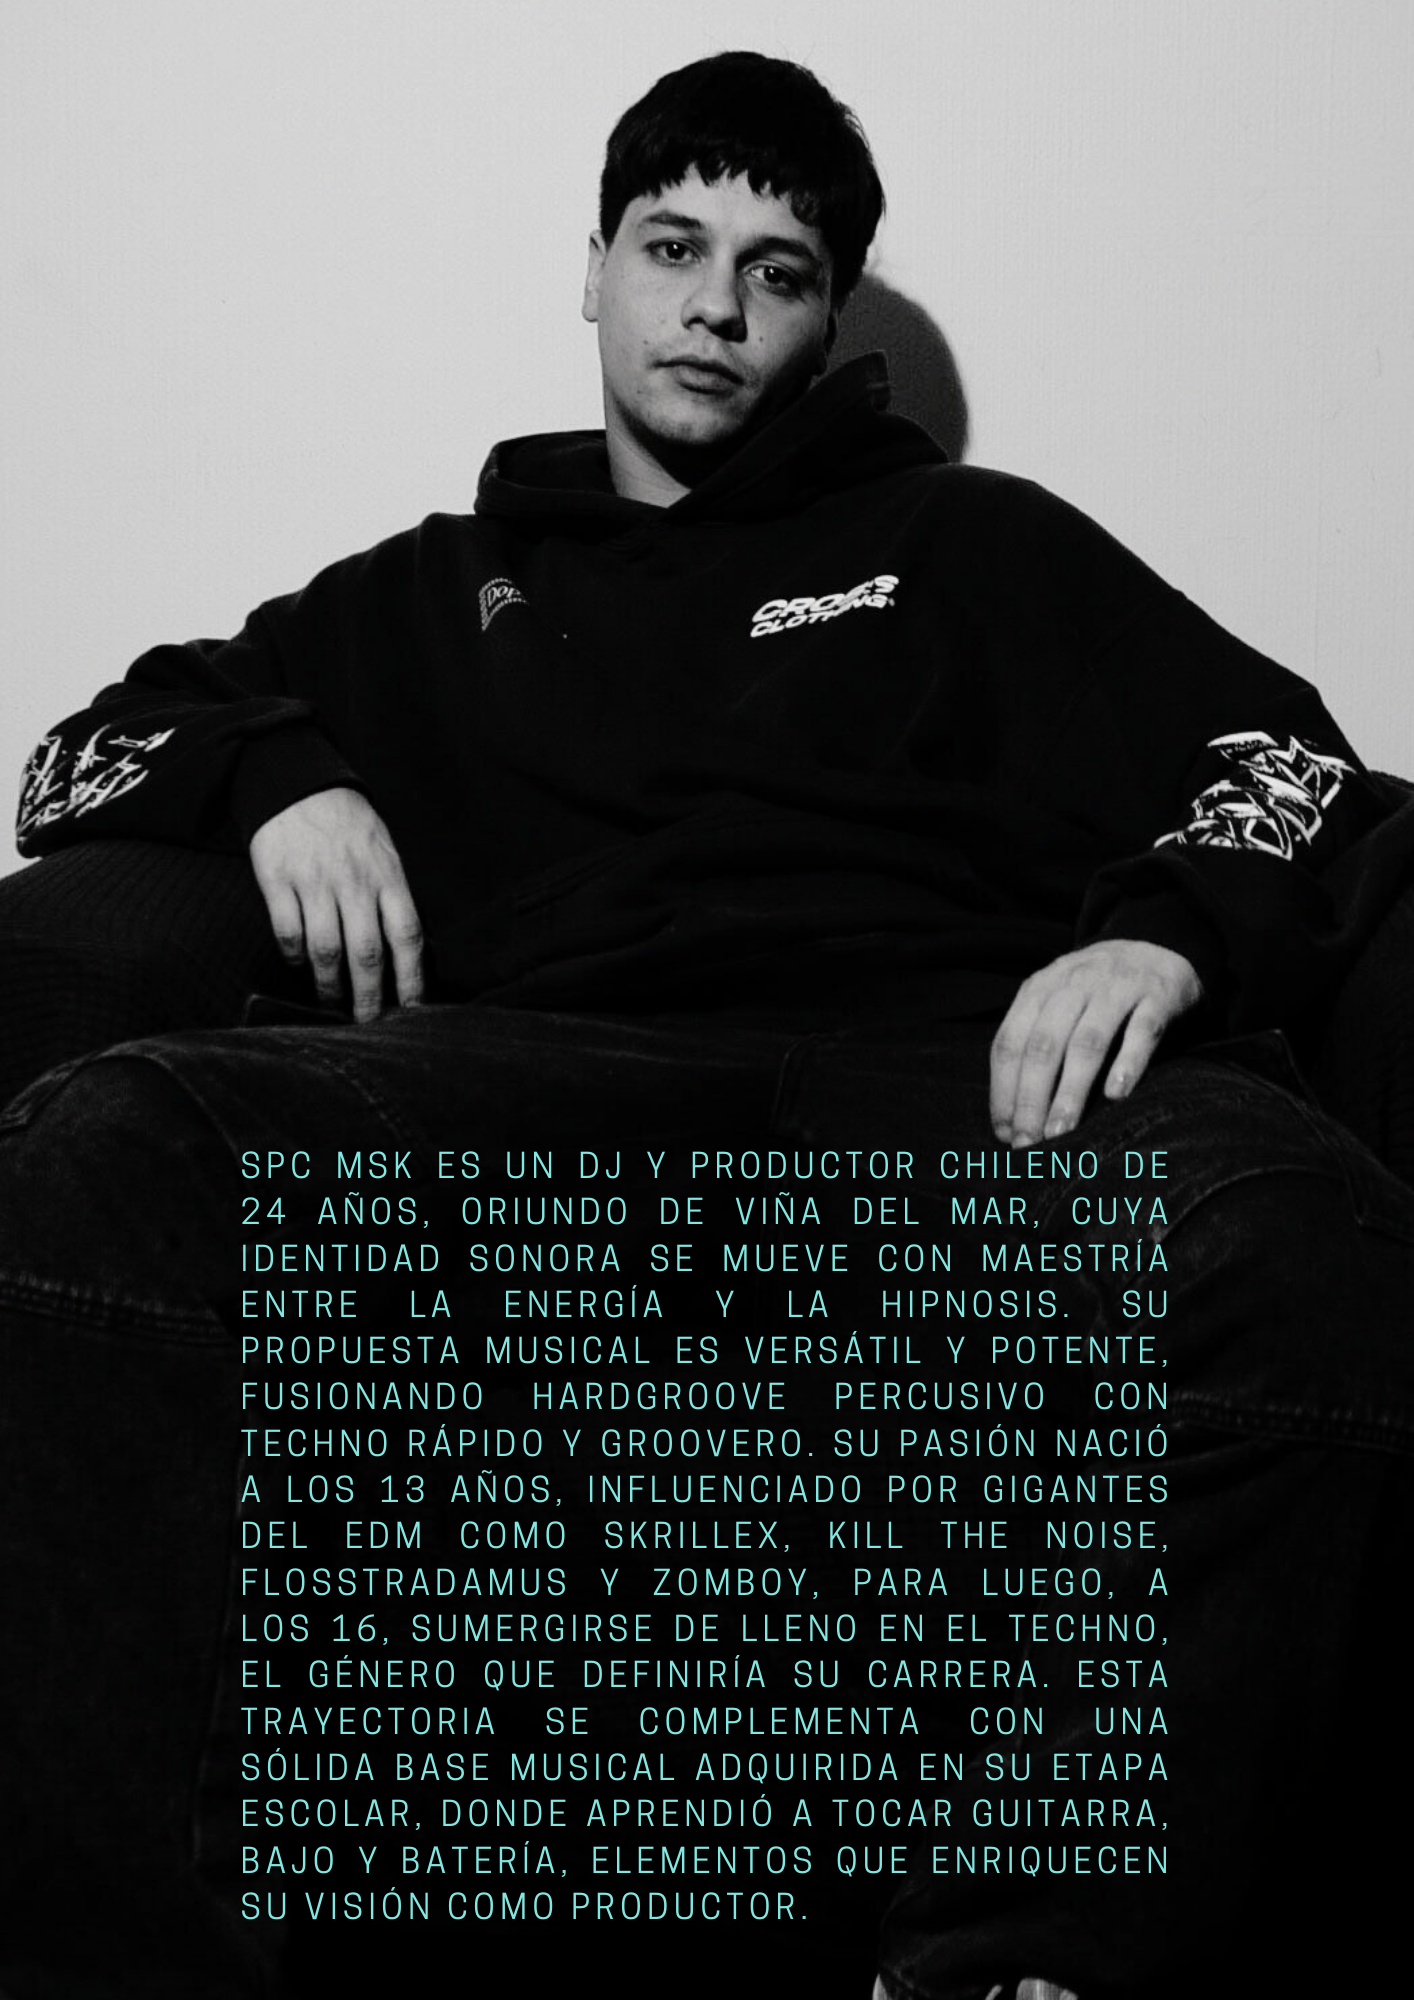 CROSS
CLOTHING
SPC MSK ES UN DJ Y PRODUCTOR CHILENO DE
24 AÑOS, ORIUNDO DE VIÑA DEL MAR, CUYA
IDENTIDAD SONORA SE MUEVE CON MAESTRÍA
ENTRE LA ENERGÍA Y LA HIPNOSIS. SU
PROPUESTA MUSICAL ES VERSÁTIL Y POTENTE,
FUSIONANDO HARDGROOVE PERCUSIVO CON
TECHNO RÁPIDO Y GROOVERO. SU PASIÓN NACIÓ
A LOS 13 AÑOS, INFLUENCIADO POR GIGANTES
DEL EDM COMO SKRILLEX, KILL THE NOISE,
FLOSSTRADAMUS Y ZOMBOY, PARA LUEGO, A
LOS 16, SUMERGIRSE DE LLENO EN EL TECHNO,
EL GÉNERO QUE DEFINIRÍA SU CARRERA. ESTA
TRAYECTORIA SE COMPLEMENTA CON UNA
SÓLIDA BASE MUSICAL ADQUIRIDA EN SU ETAPA
ESCOLAR, DONDE APRENDIÓ A TOCAR GUITARRA,
BAJO Y BATERÍA, ELEMENTOS QUE ENRIQUECEN
SU VISIÓN COMO PRODUCTOR.